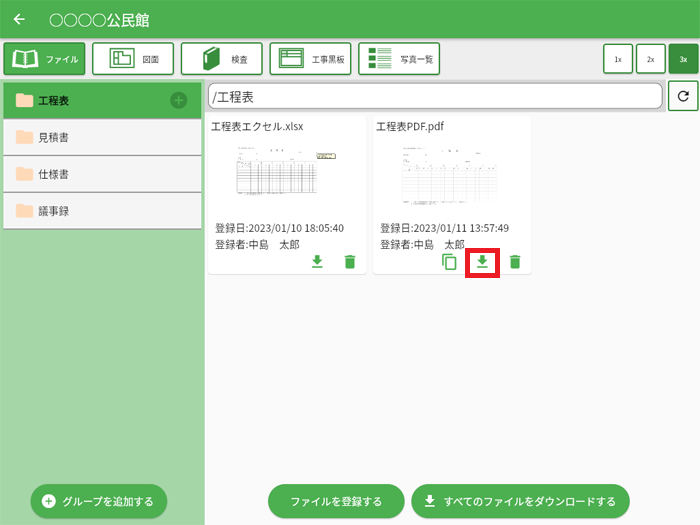 〇〇〇〇公民館
ファイル
図面
検査
工事黒板
写真一覧
1x
2x
3x
工程表
見積書
仕様書
議事録
/工程表
工程表エクセル.xlsx
登録日:2023/01/10 18:05:40
登録者:中島　太郎
工程表PDF.pdf
登録日:2023/01/11 13:57:49
登録者:中島　太郎
グループを追加する
ファイルを登録する
すべてのファイルをダウンロードする